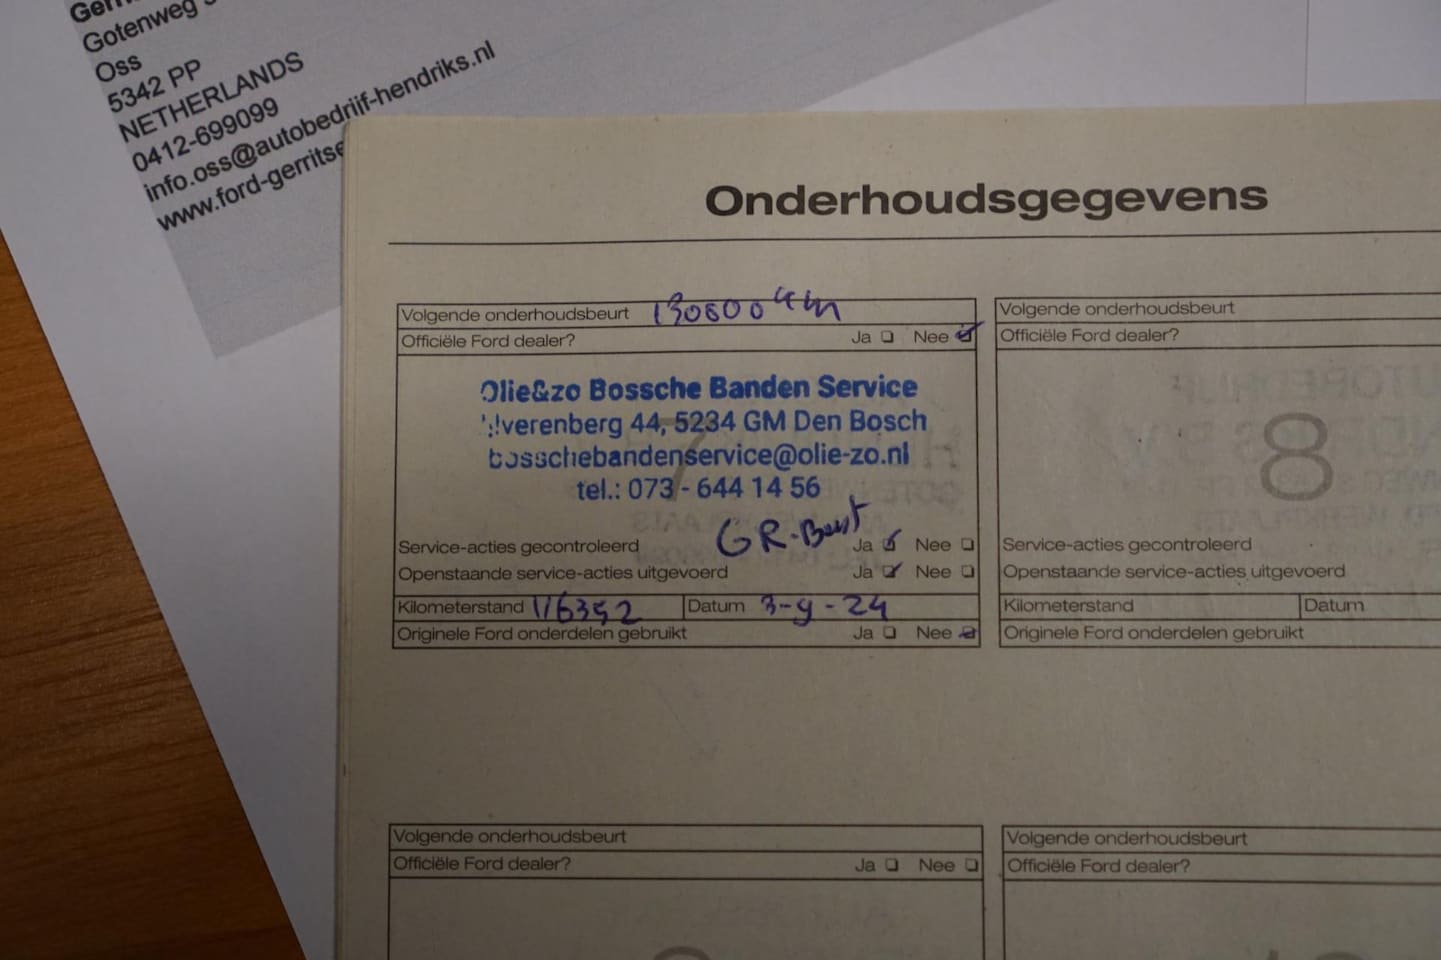 Gotenweg
Oss
5342 PP
NETHERLANDS
0412-699099
info.oss@autobedrijf-hendriks.nl
www.ford-gerritse
Onderhoudsgegevens
Volgende onderhoudsbeurt 130000 km
Officiële Ford dealer? Ja Nee
Olie&zo Bossche Banden Service
44, 5234 GM Den Bosch
bosschebandenservice@olie-zo.nl
tel.: 073 - 644 14 56
7
GR. Beurt
Service-acties gecontroleerd Ja Nee
Openstaande service-acties uitgevoerd Ja Nee
Kilometerstand 116352 Datum 3-9-24
Originele Ford onderdelen gebruikt Ja Nee
Volgende onderhoudsbeurt
Officiële Ford dealer?
8
Service-acties gecontroleerd
Openstaande service-acties uitgevoerd
Kilometerstand Datum
Originele Ford onderdelen gebruikt
Volgende onderhoudsbeurt
Officiële Ford dealer? Ja Nee
Volgende onderhoudsbeurt
Officiële Ford dealer?